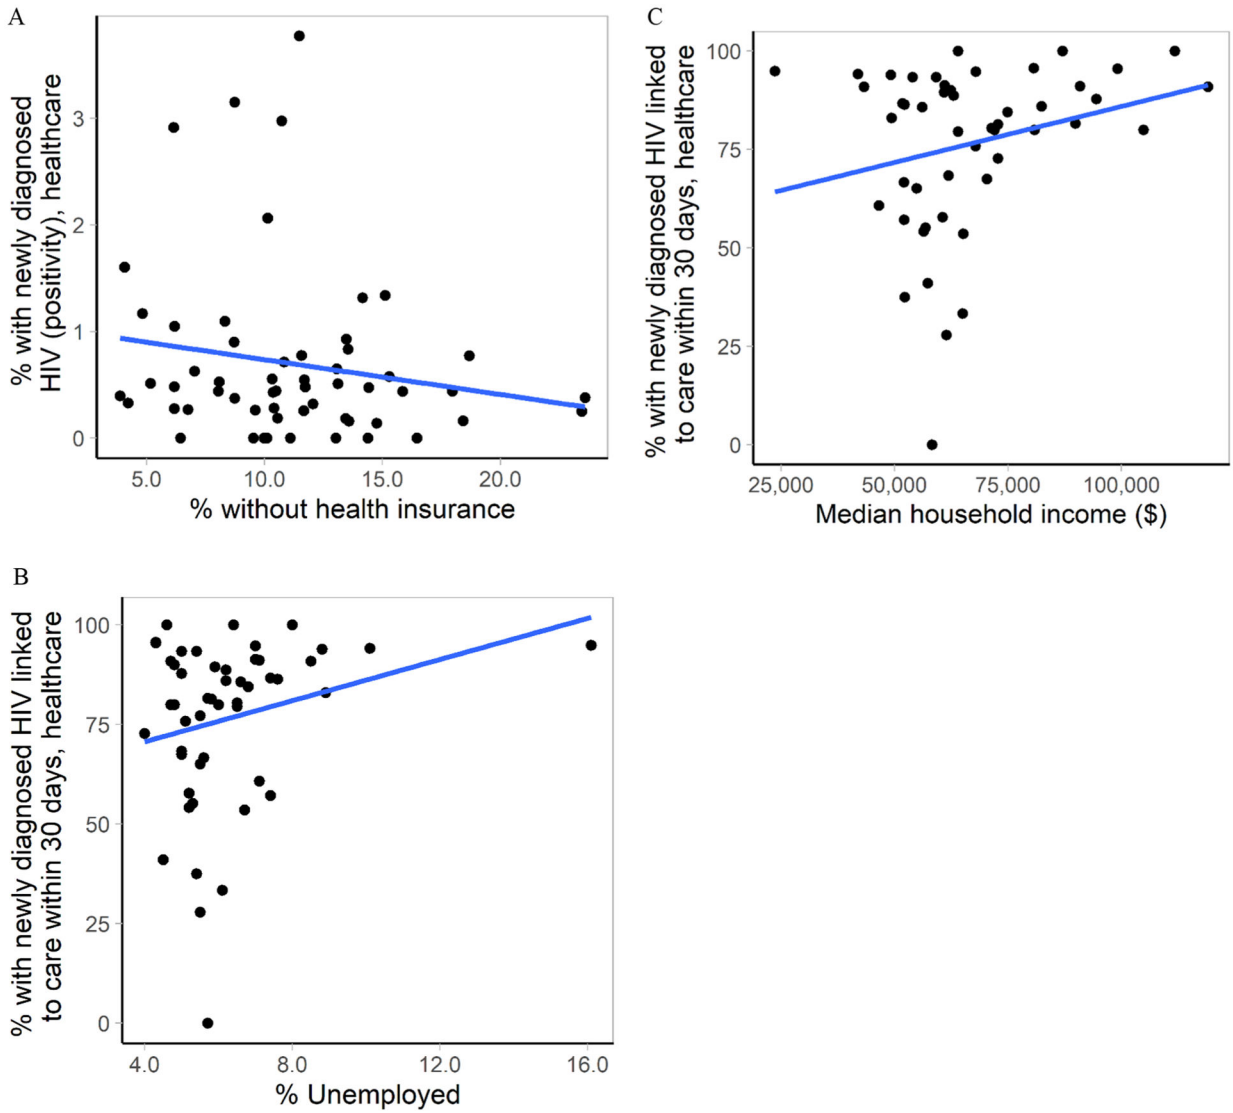 A
% with newly diagnosed
HIV (positivity), healthcare
3
2
1
0
5.0 10.0 15.0 20.0
% without health insurance
C
% with newly diagnosed HIV linked
to care within 30 days, healthcare
100
75
50
25
0
25,000 50,000 75,000 100,000
Median household income ($)
B
% with newly diagnosed HIV linked
to care within 30 days, healthcare
100
75
50
25
0
4.0 8.0 12.0 16.0
% Unemployed